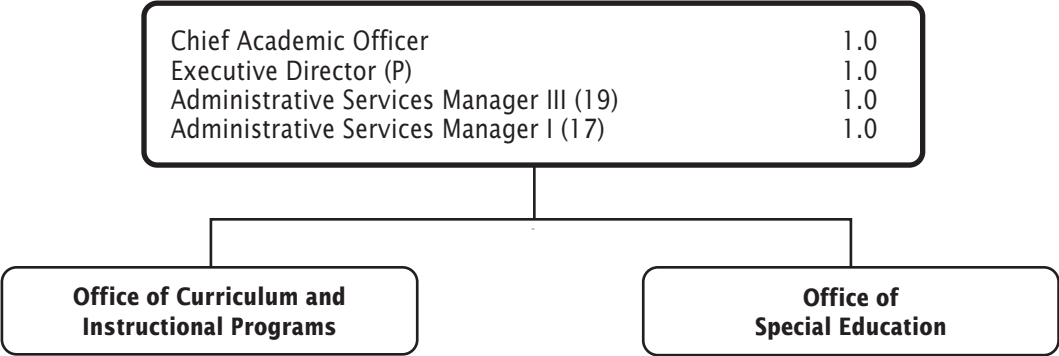 Chief Academic Officer 1.0
Executive Director (P) 1.0
Administrative Services Manager III (19) 1.0
Administrative Services Manager I (17) 1.0
Office of Curriculum and
Instructional Programs
Office of
Special Education